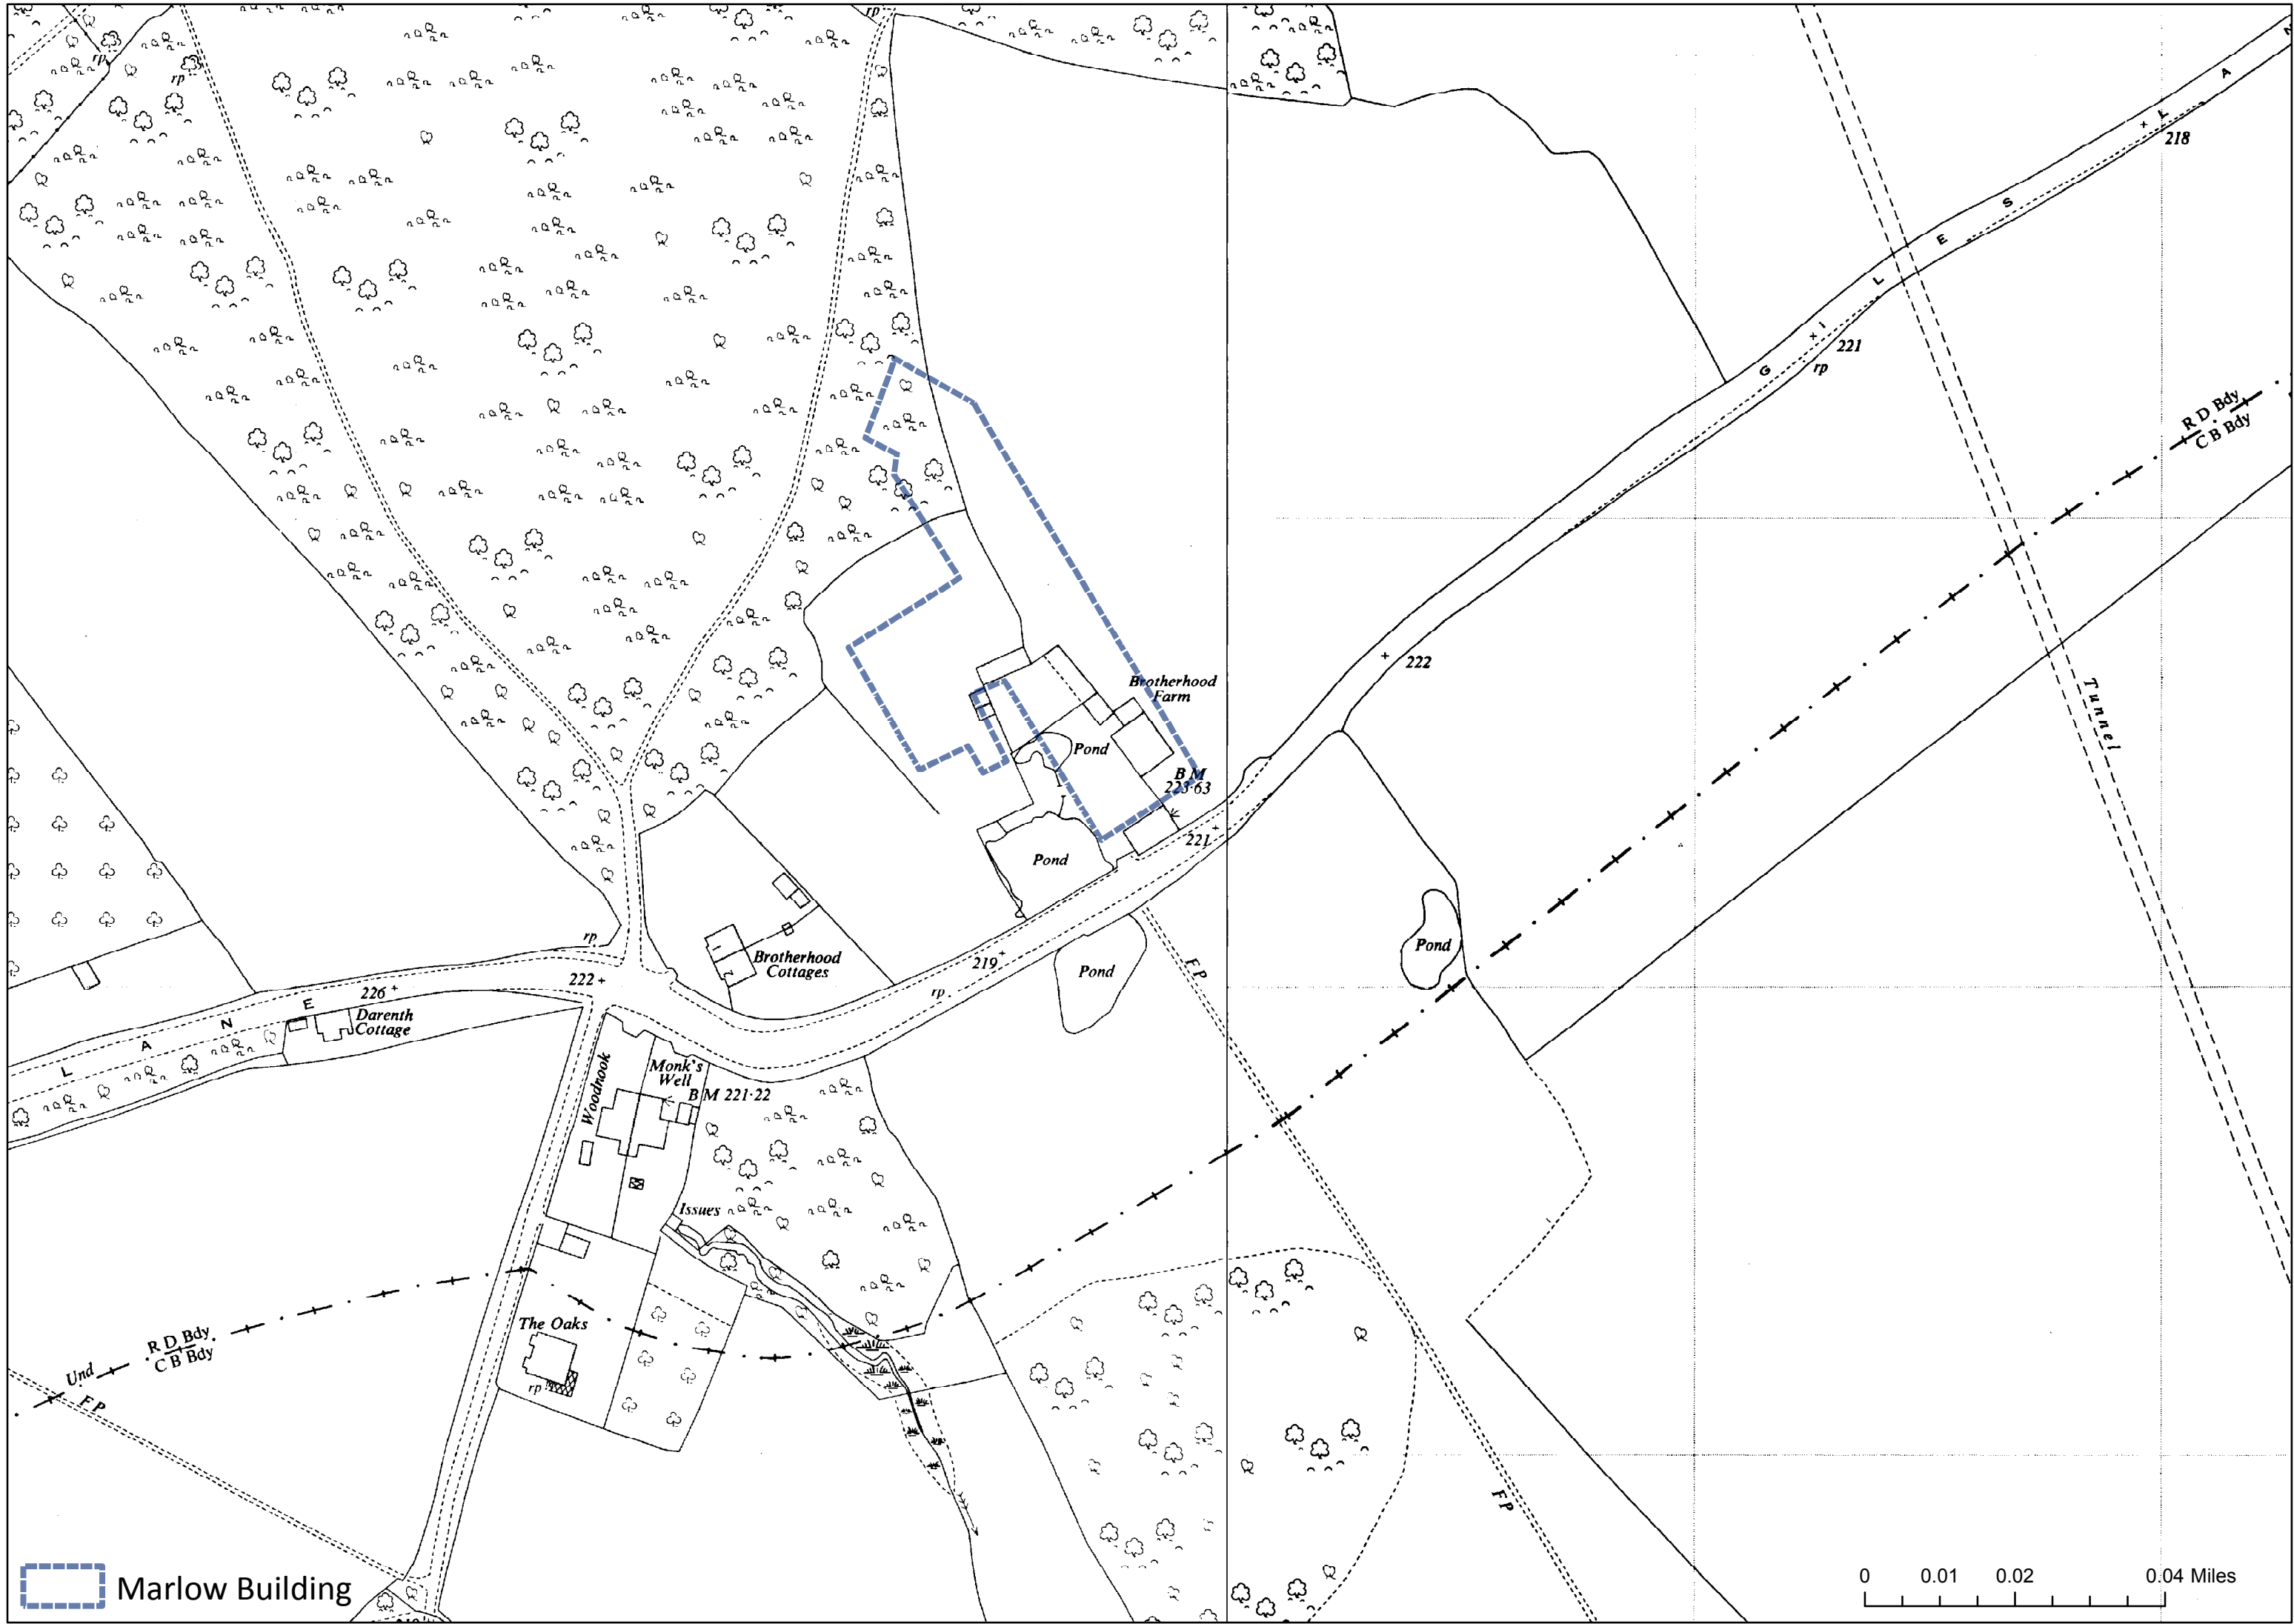 rp
rp
rp
G I L L E S L A N
218
221
rp
R D Bdy
C B Bdy
222
Tunnel
Brotherhood
Farm
Pond
B M
223·63
221
Pond
Pond
Pond
219
rp.
FP
Brotherhood
Cottages
rp
222
226
L A N E
Darenth
Cottage
Woodnook
Monk's
Well
B M 221·22
Issues
The Oaks
rp
R D Bdy
C B Bdy
Und
FP
FP
Marlow Building
0 0.01 0.02 0.04 Miles